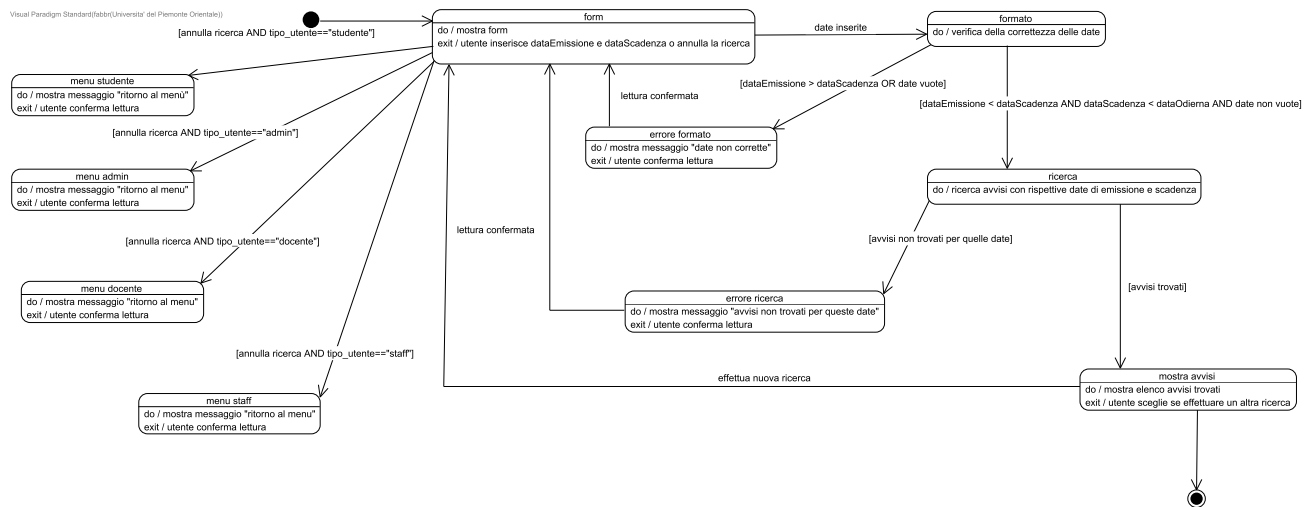 Visual Paradigm Standard(fabbr(Universita' del Piemonte Orientale))
form
do / mostra form
exit / utente inserisce dataEmissione e dataScadenza o annulla la ricerca
date inserite
formato
do / verifica della correttezza delle date
[annulla ricerca AND tipo_utente=="studente"]
menu studente
do / mostra messaggio "ritorno al menù"
exit / utente conferma lettura
[dataEmissione > dataScadenza OR date vuote]
lettura confermata
[dataEmissione < dataScadenza AND dataScadenza < dataOdierna AND date non vuote]
[annulla ricerca AND tipo_utente=="admin"]
errore formato
do / mostra messaggio "date non corrette"
exit / utente conferma lettura
menu admin
do / mostra messaggio "ritorno al menu"
exit / utente conferma lettura
ricerca
do / ricerca avvisi con rispettive date di emissione e scadenza
lettura confermata
[annulla ricerca AND tipo_utente=="docente"]
[avvisi non trovati per quelle date]
menu docente
do / mostra messaggio "ritorno al menu"
exit / utente conferma lettura
[avvisi trovati]
errore ricerca
do / mostra messaggio "avvisi non trovati per queste date"
exit / utente conferma lettura
[annulla ricerca AND tipo_utente=="staff"]
effettua nuova ricerca
mostra avvisi
do / mostra elenco avvisi trovati
exit / utente sceglie se effettuare un altra ricerca
menu staff
do / mostra messaggio "ritorno al menu"
exit / utente conferma lettura